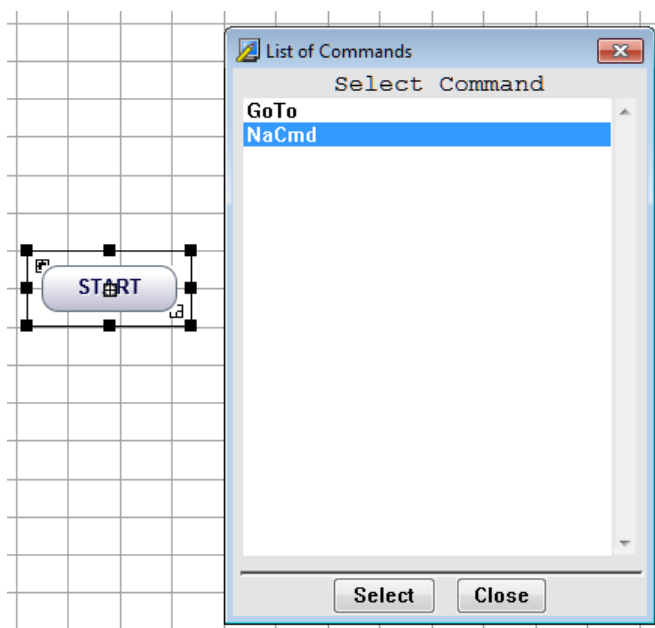 List of Commands
Select Command
GoTo
NaCmd
START
Select
Close